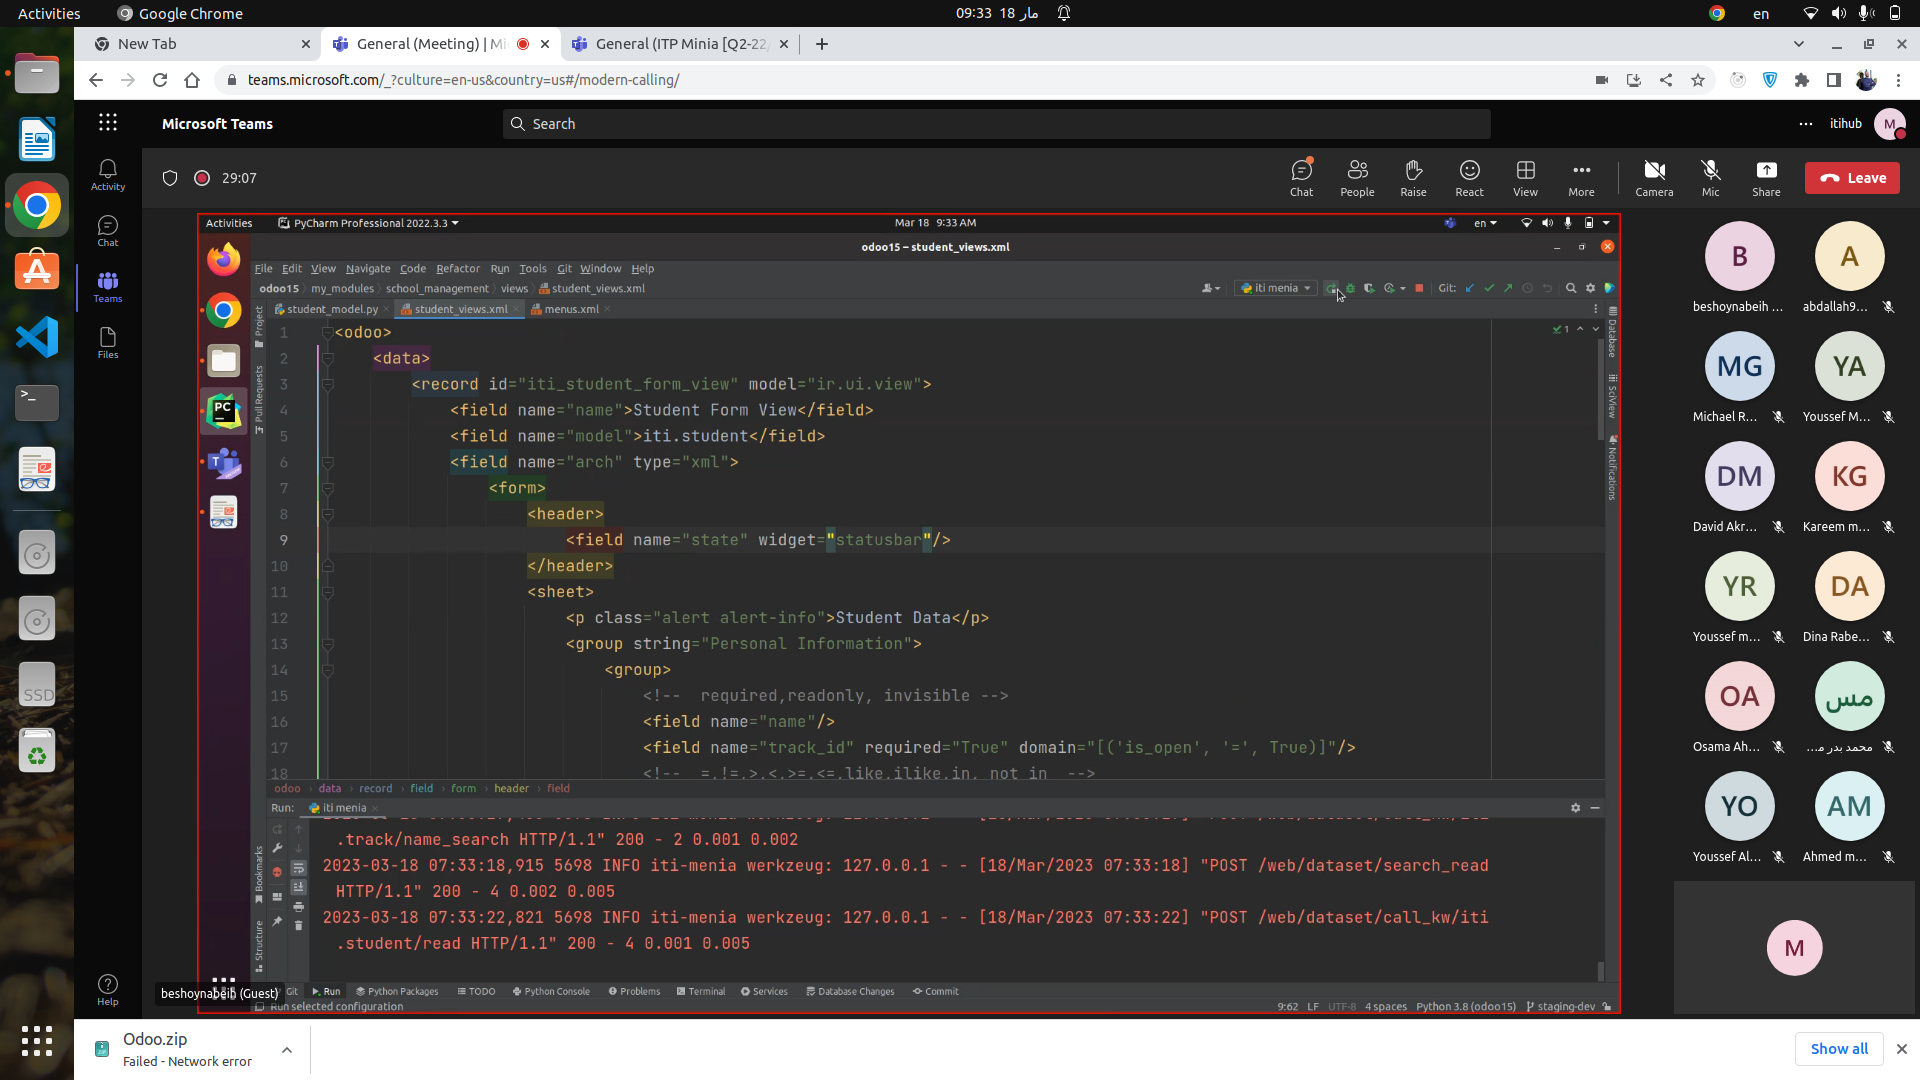 Activities
Google Chrome
09:33 18 مار
en
New Tab
General (Meeting) | Mi
General (ITP Minia [Q2-22/
teams.microsoft.com/_?culture=en-us&country=us#/modern-calling/
Microsoft Teams
Search
itihub
M
Activity
Chat
Teams
Files
Help
29:07
Chat
People
Raise
React
View
More
Camera
Mic
Share
Leave
Activities
PyCharm Professional 2022.3.3
Mar 18 9:33 AM
en
odoo15 – student_views.xml
File Edit View Navigate Code Refactor Run Tools Git Window Help
odoo15 my_modules school_management views student_views.xml
iti menia
Git:
student_model.py
student_views.xml
menus.xml
Project
Pull Requests
Bookmarks
Structure
Database
SciView
Notifications
1
1 <odoo>
2 <data>
3 <record id="iti_student_form_view" model="ir.ui.view">
4 <field name="name">Student Form View</field>
5 <field name="model">iti.student</field>
6 <field name="arch" type="xml">
7 <form>
8 <header>
9 <field name="state" widget="statusbar"/>
10 </header>
11 <sheet>
12 <p class="alert alert-info">Student Data</p>
13 <group string="Personal Information">
14 <group>
15 <!-- required,readonly, invisible -->
16 <field name="name"/>
17 <field name="track_id" required="True" domain="[('is_open', '=', True)]"/>
18 <!-- =,!=,>,<,>=,<=,like,ilike,in, not in -->
odoo data record field form header field
Run: iti menia
.track/name_search HTTP/1.1" 200 - 2 0.001 0.002
2023-03-18 07:33:18,915 5698 INFO iti-menia werkzeug: 127.0.0.1 - - [18/Mar/2023 07:33:18] "POST /web/dataset/search_read
HTTP/1.1" 200 - 4 0.002 0.005
2023-03-18 07:33:22,821 5698 INFO iti-menia werkzeug: 127.0.0.1 - - [18/Mar/2023 07:33:22] "POST /web/dataset/call_kw/iti
.student/read HTTP/1.1" 200 - 4 0.001 0.005
beshoynabeih (Guest)
Git Run Python Packages TODO Python Console Problems Terminal Services Database Changes Commit
Run selected configuration
9:62 LF UTF-8 4 spaces Python 3.8 (odoo15) staging-dev
B
A
beshoynabeih ...
abdallah9...
MG
YA
Michael R...
Youssef M...
DM
KG
David Akr...
Kareem m...
YR
DA
Youssef m...
Dina Rabe...
OA
مس
Osama Ah...
محمد بدر م...
YO
AM
Youssef Al...
Ahmed m...
M
PC
SSD
Odoo.zip
Failed - Network error
Show all